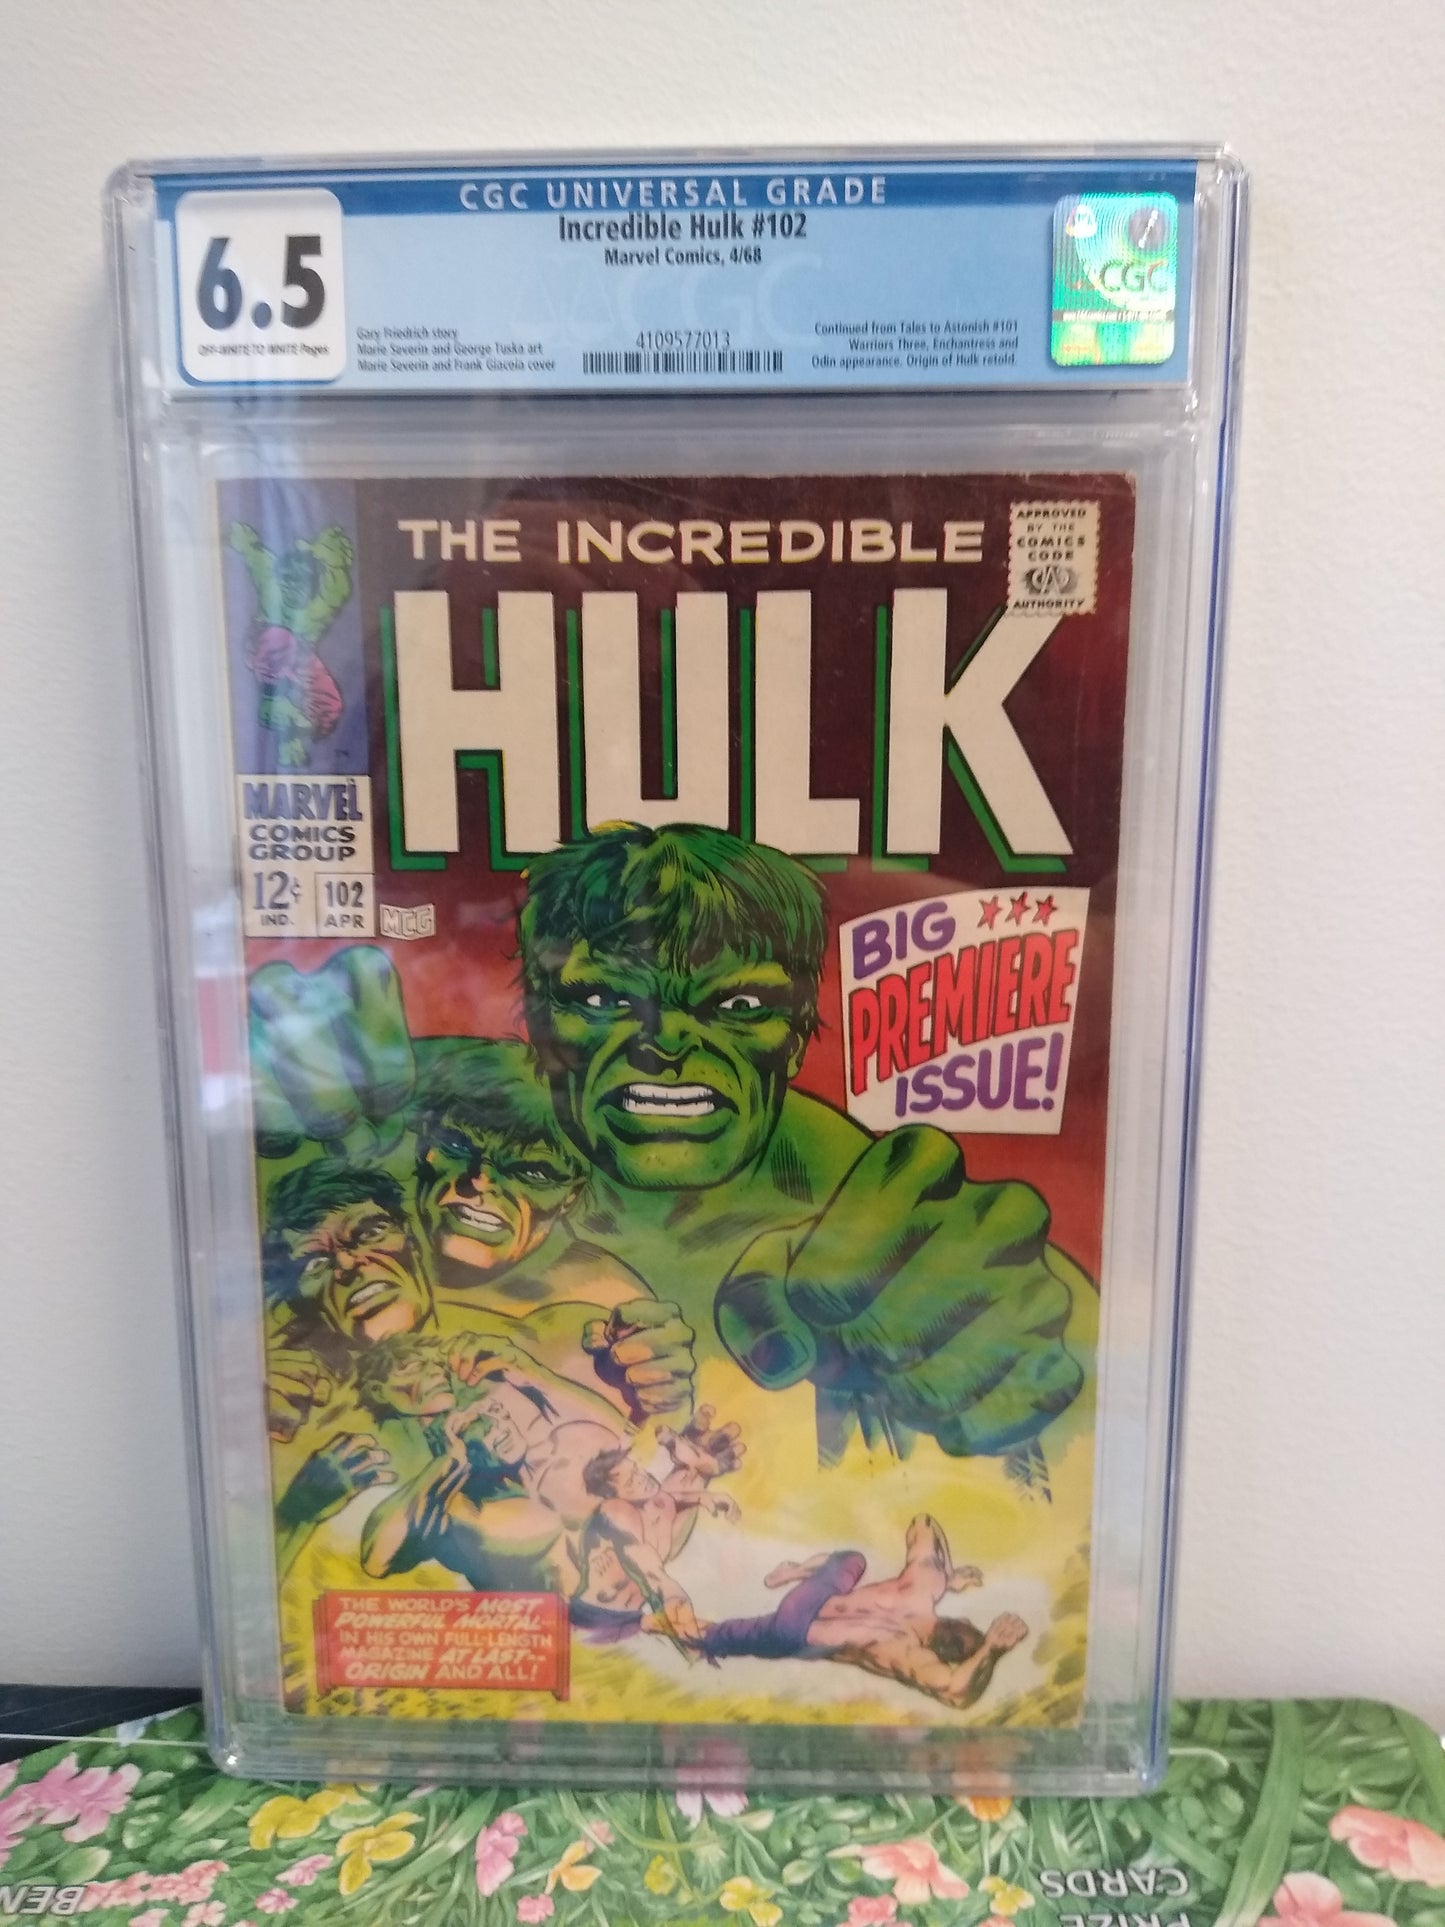 CGC UNIVERSAL GRADE
6.5
OFF-WHITE TO WHITE Pages
Incredible Hulk #102
Marvel Comics, 4/68
Gary Friedrich story
Marie Severin and George Tuska art
Marie Severin and Frank Giacoia cover
4109577013
Continued from Tales to Astonish #101
Warriors Three, Enchantress and
Odin appearance. Origin of Hulk retold.
CGC
THE INCREDIBLE
HULK
APPROVED
BY THE
COMICS
CODE
CA
AUTHORITY
MARVEL
COMICS
GROUP
12¢
IND.
102
APR
MCG
BIG
PREMIERE
ISSUE!
THE WORLD'S MOST
POWERFUL MORTAL--
IN HIS OWN FULL-LENGTH
MAGAZINE AT LAST--
ORIGIN AND ALL!
BEN
CARDS
PRIZE